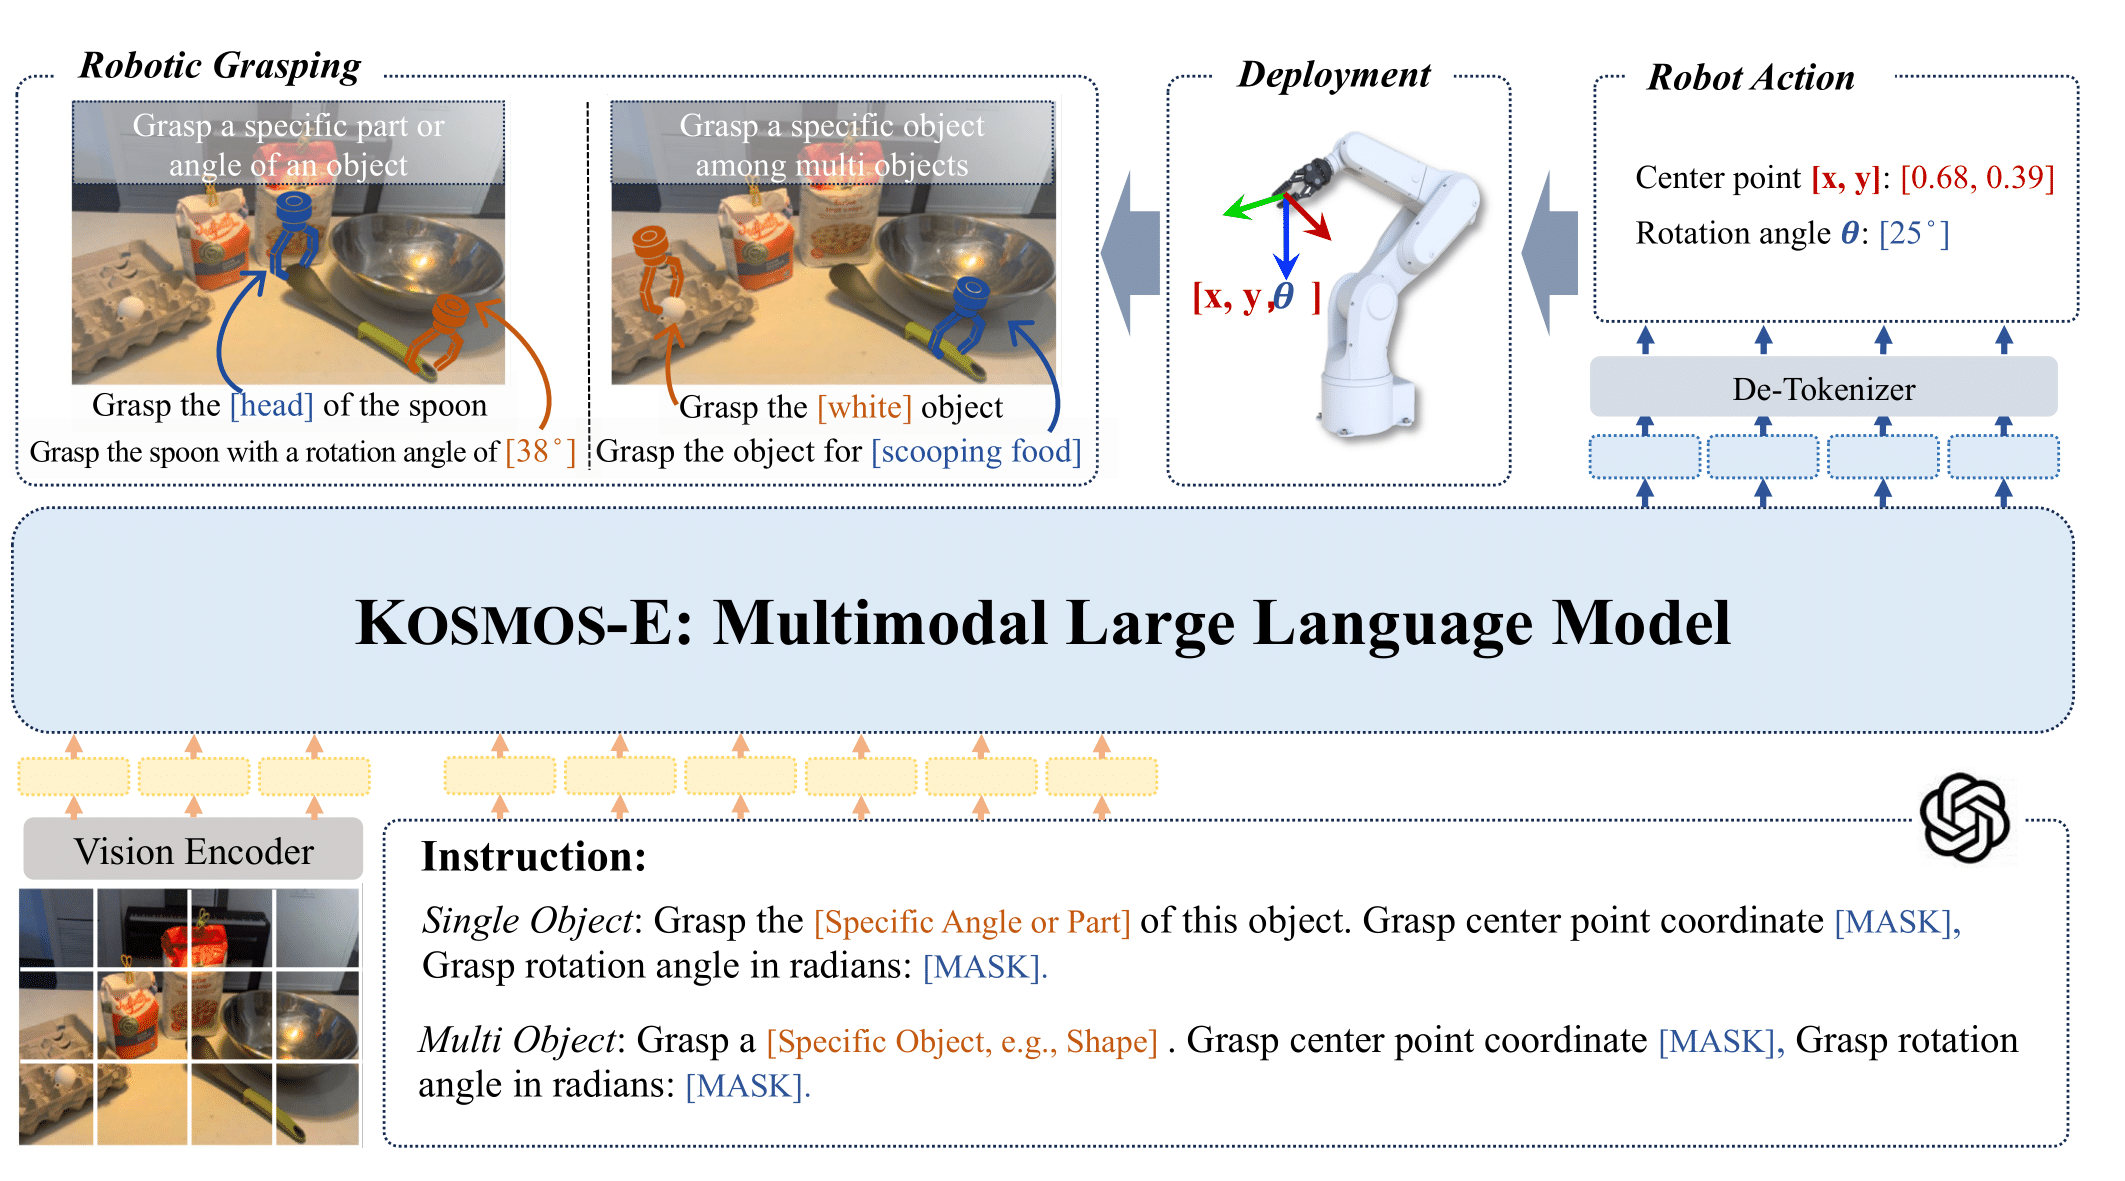 Robotic Grasping
Grasp a specific part or
angle of an object
Grasp a specific object
among multi objects
Grasp the [head] of the spoon
Grasp the spoon with a rotation angle of [38°]
Grasp the [white] object
Grasp the object for [scooping food]
Deployment
[x, y, θ ]
Robot Action
Center point [x, y]: [0.68, 0.39]
Rotation angle θ: [25°]
De-Tokenizer
KOSMOS-E: Multimodal Large Language Model
Vision Encoder
Instruction:
Single Object: Grasp the [Specific Angle or Part] of this object. Grasp center point coordinate [MASK],
Grasp rotation angle in radians: [MASK].
Multi Object: Grasp a [Specific Object, e.g., Shape] . Grasp center point coordinate [MASK], Grasp rotation
angle in radians: [MASK].